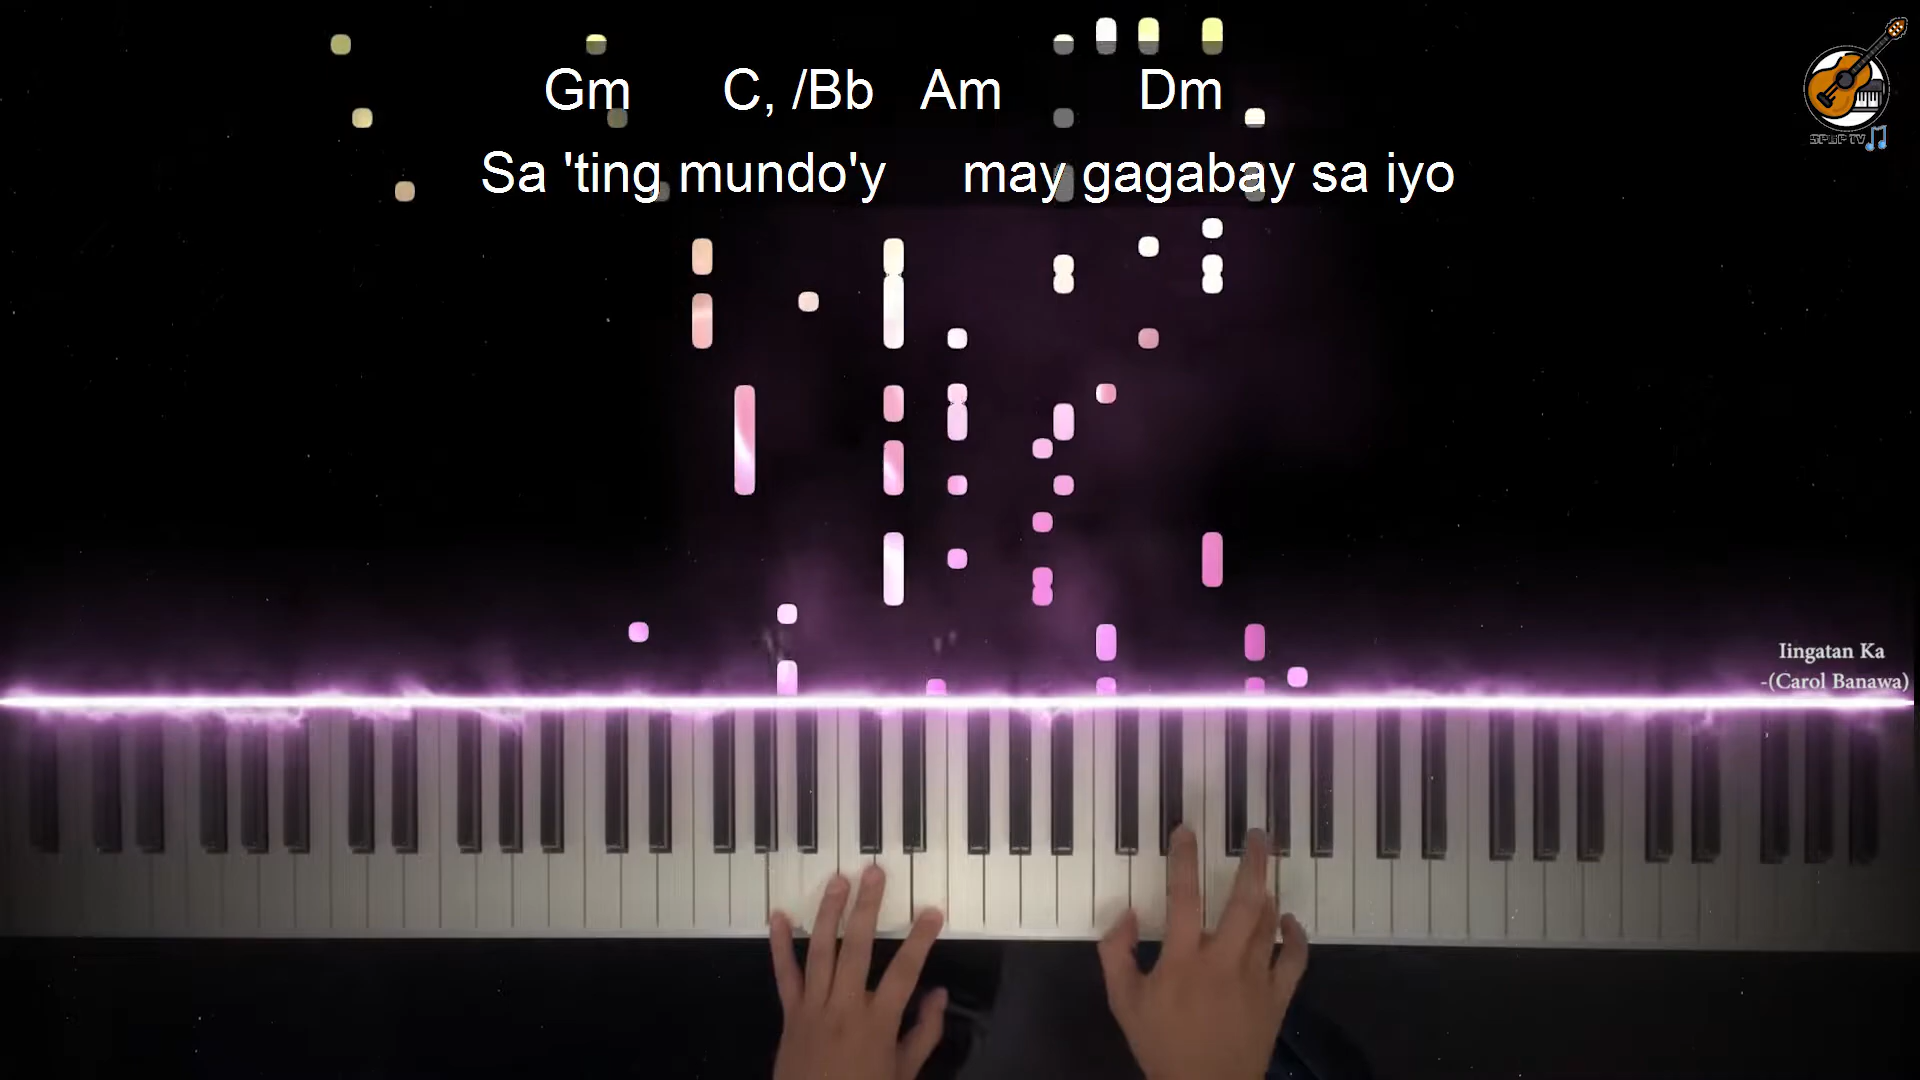 Gm C, /Bb Am Dm
Sa 'ting mundo'y may gagabay sa iyo
Iingatan Ka
-(Carol Banawa)